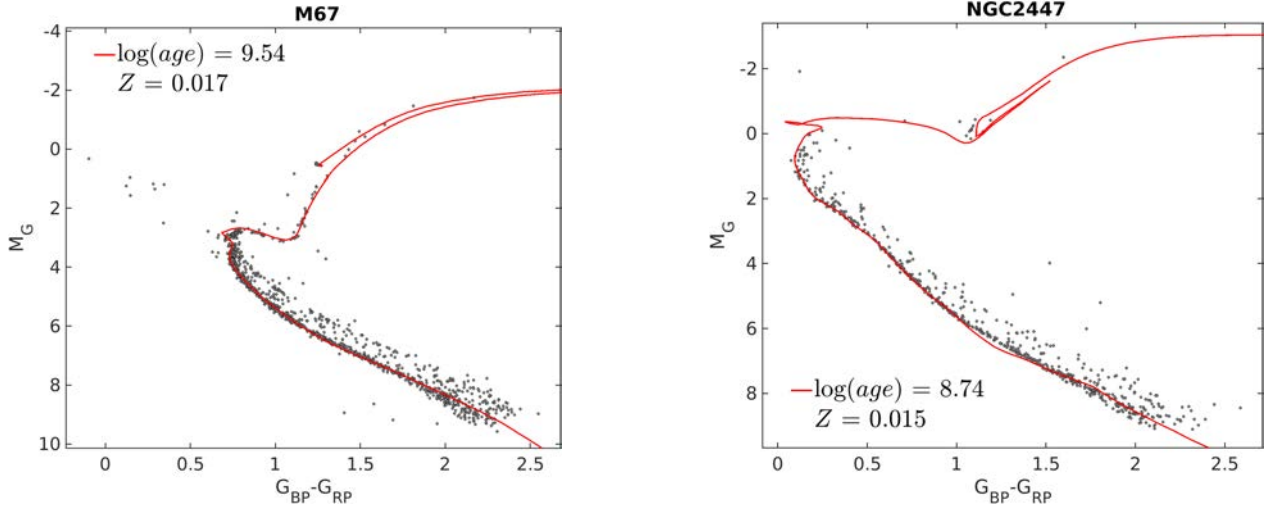 M67
-4
-2
0
2
4
6
8
10
M_G
log(age) = 9.54
Z = 0.017
0 0.5 1 1.5 2 2.5
G_BP-G_RP
NGC2447
-2
0
2
4
6
8
M_G
log(age) = 8.74
Z = 0.015
0 0.5 1 1.5 2 2.5
G_BP-G_RP